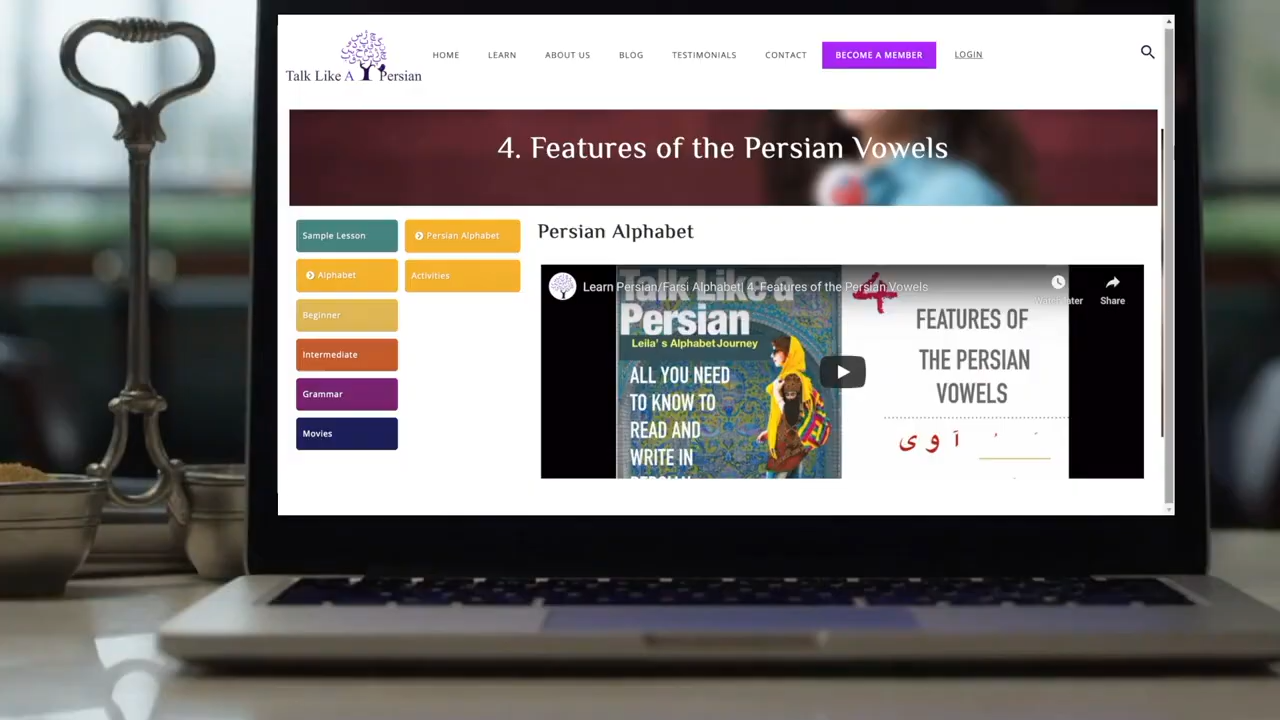 Talk Like A Persian
HOME
LEARN
ABOUT US
BLOG
TESTIMONIALS
CONTACT
BECOME A MEMBER
LOGIN
4. Features of the Persian Vowels
Sample Lesson
Alphabet
Beginner
Intermediate
Grammar
Movies
Persian Alphabet
Activities
Persian Alphabet
Learn Persian/Farsi Alphabet| 4. Features of the Persian Vowels
Watch later
Share
Talk Like a
Persian
Leila's Alphabet Journey
ALL YOU NEED
TO KNOW TO
READ AND
WRITE IN
4
FEATURES OF
THE PERSIAN
VOWELS
آ و ی